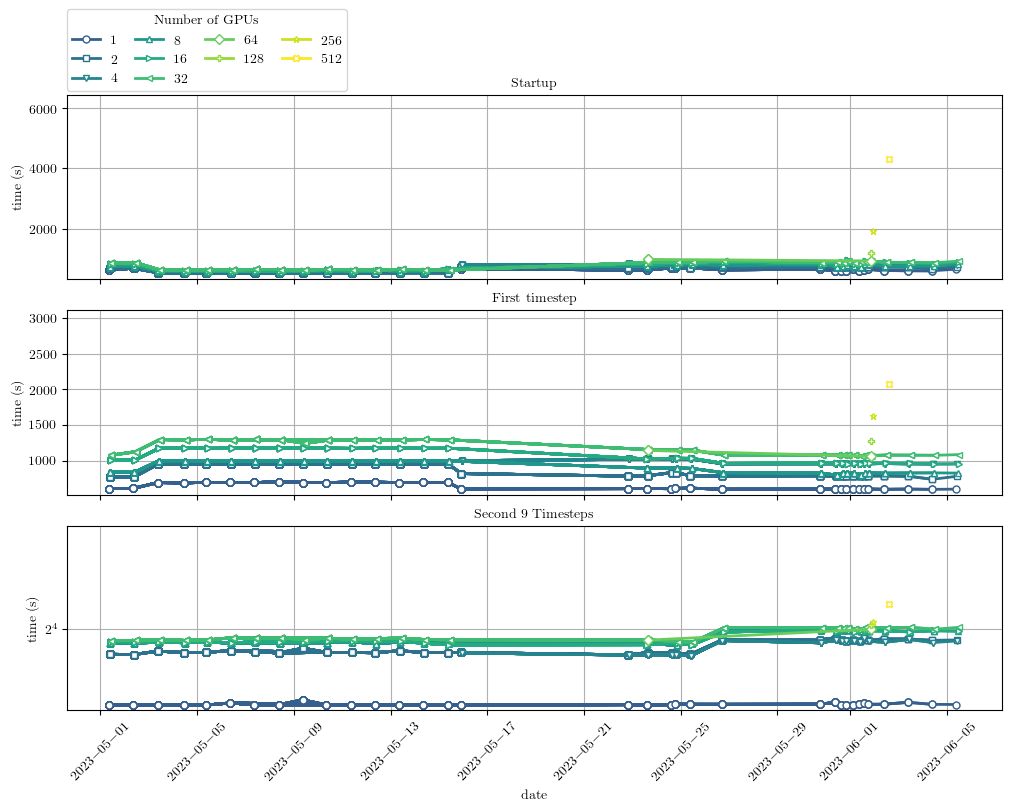 Number of GPUs
1 8 64 256
2 16 128 512
4 32
Startup
6000
4000
2000
time (s)
First timestep
3000
2500
2000
1500
1000
time (s)
Second 9 Timesteps
2^4
time (s)
2023−05−01 2023−05−05 2023−05−09 2023−05−13 2023−05−17 2023−05−21 2023−05−25 2023−05−29 2023−06−01 2023−06−05
date